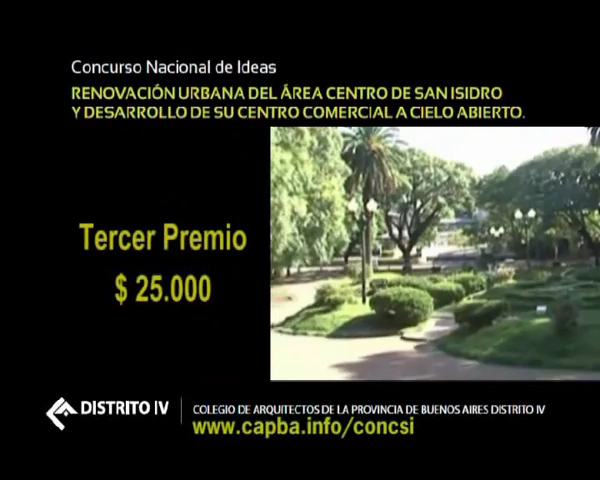 Concurso Nacional de Ideas
RENOVACIÓN URBANA DEL ÁREA CENTRO DE SAN ISIDRO
Y DESARROLLO DE SU CENTRO COMERCIAL A CIELO ABIERTO.
Tercer Premio
$ 25.000
DISTRITO IV
COLEGIO DE ARQUITECTOS DE LA PROVINCIA DE BUENOS AIRES DISTRITO IV
www.capba.info/concsi